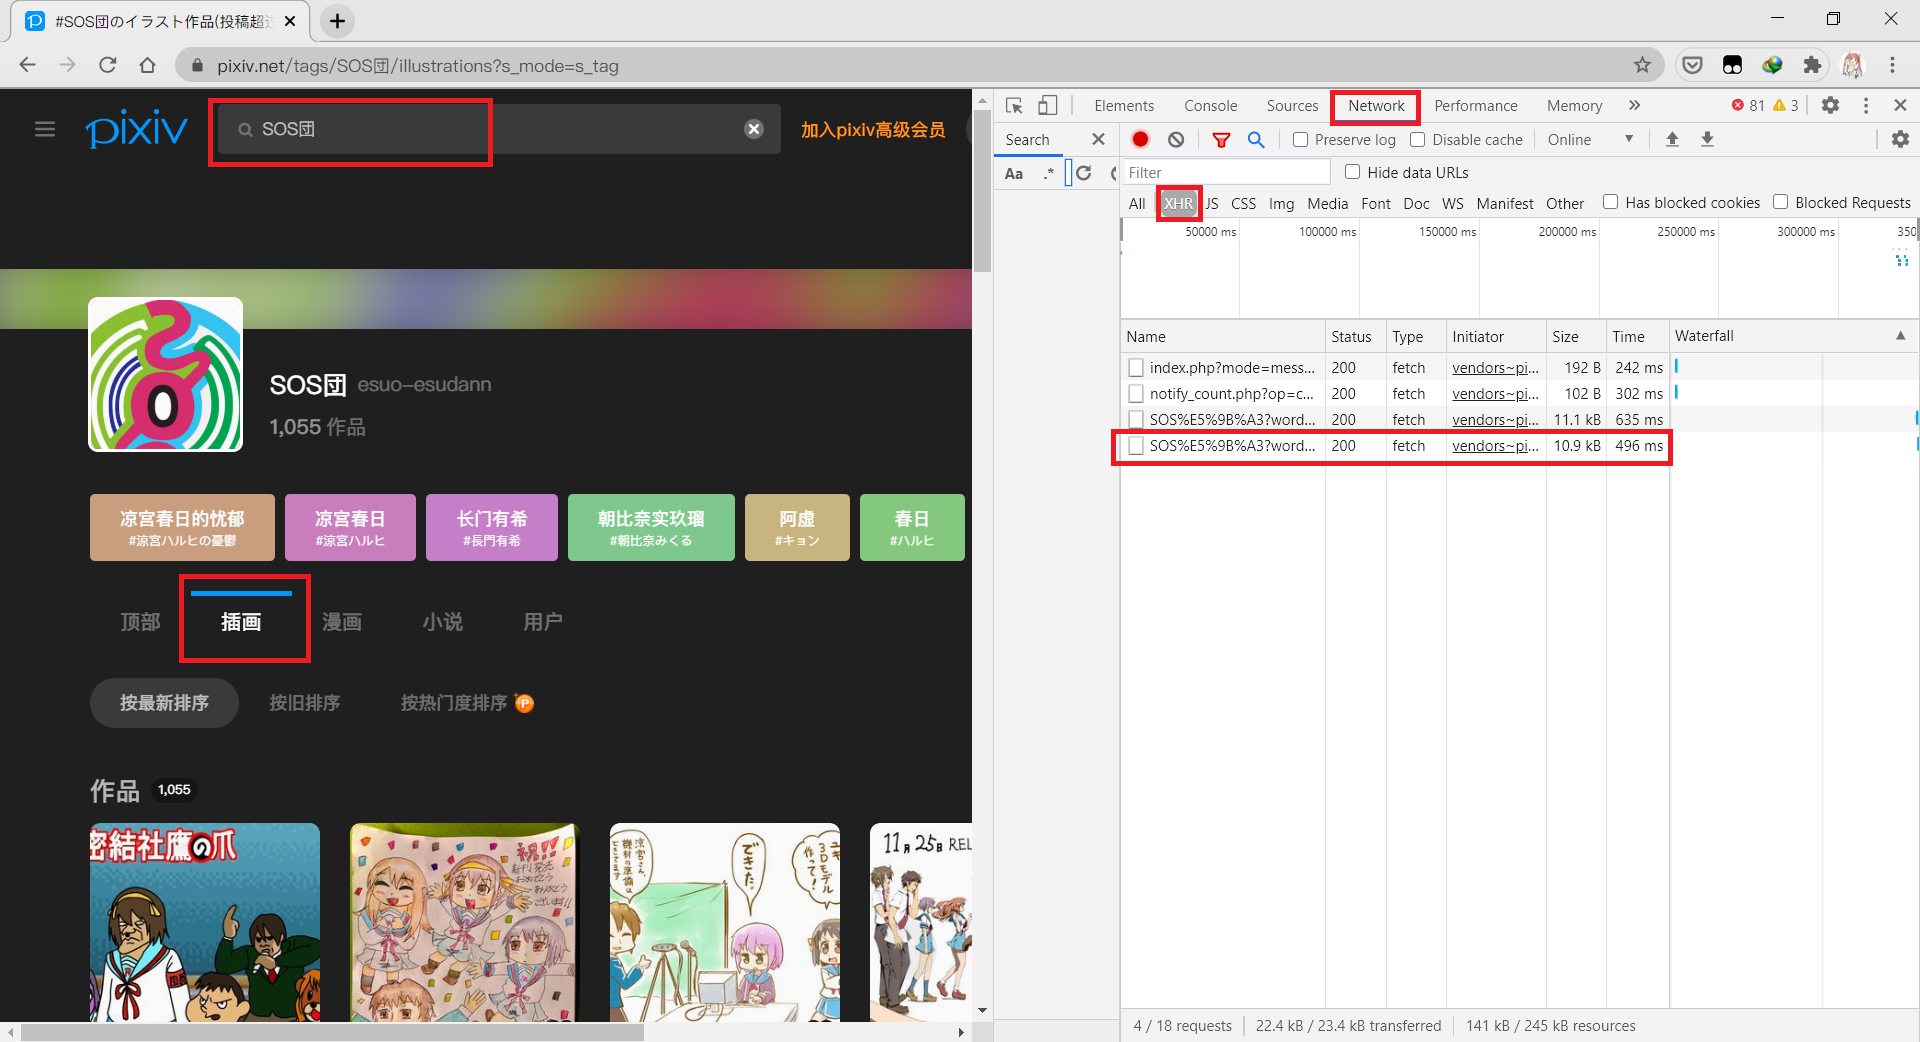 #SOS団のイラスト作品(投稿超
pixiv.net/tags/SOS団/illustrations?s_mode=s_tag
pixiv
SOS団
加入pixiv高级会员
SOS団 esuo-esudann
1,055 作品
凉宫春日的忧郁
#涼宮ハルヒの憂鬱
凉宫春日
#涼宮ハルヒ
长门有希
#長門有希
朝比奈实玖瑠
#朝比奈みくる
阿虚
#キョン
春日
#ハルヒ
顶部 插画 漫画 小说 用户
按最新排序 按旧排序 按热门度排序 P
作品 1,055
密結社鷹の爪
祝!!
できた。
3Dモデル
作って!
11月25日 REL
Elements Console Sources Network Performance Memory » 81 3
Search
Preserve log Disable cache Online
Aa .*
Filter Hide data URLs
All XHR JS CSS Img Media Font Doc WS Manifest Other Has blocked cookies Blocked Requests
50000 ms 100000 ms 150000 ms 200000 ms 250000 ms 300000 ms 350
Name Status Type Initiator Size Time Waterfall
index.php?mode=mess... 200 fetch vendors~pi... 192 B 242 ms
notify_count.php?op=c... 200 fetch vendors~pi... 102 B 302 ms
SOS%E5%9B%A3?word... 200 fetch vendors~pi... 11.1 kB 635 ms
SOS%E5%9B%A3?word... 200 fetch vendors~pi... 10.9 kB 496 ms
4 / 18 requests 22.4 kB / 23.4 kB transferred 141 kB / 245 kB resources